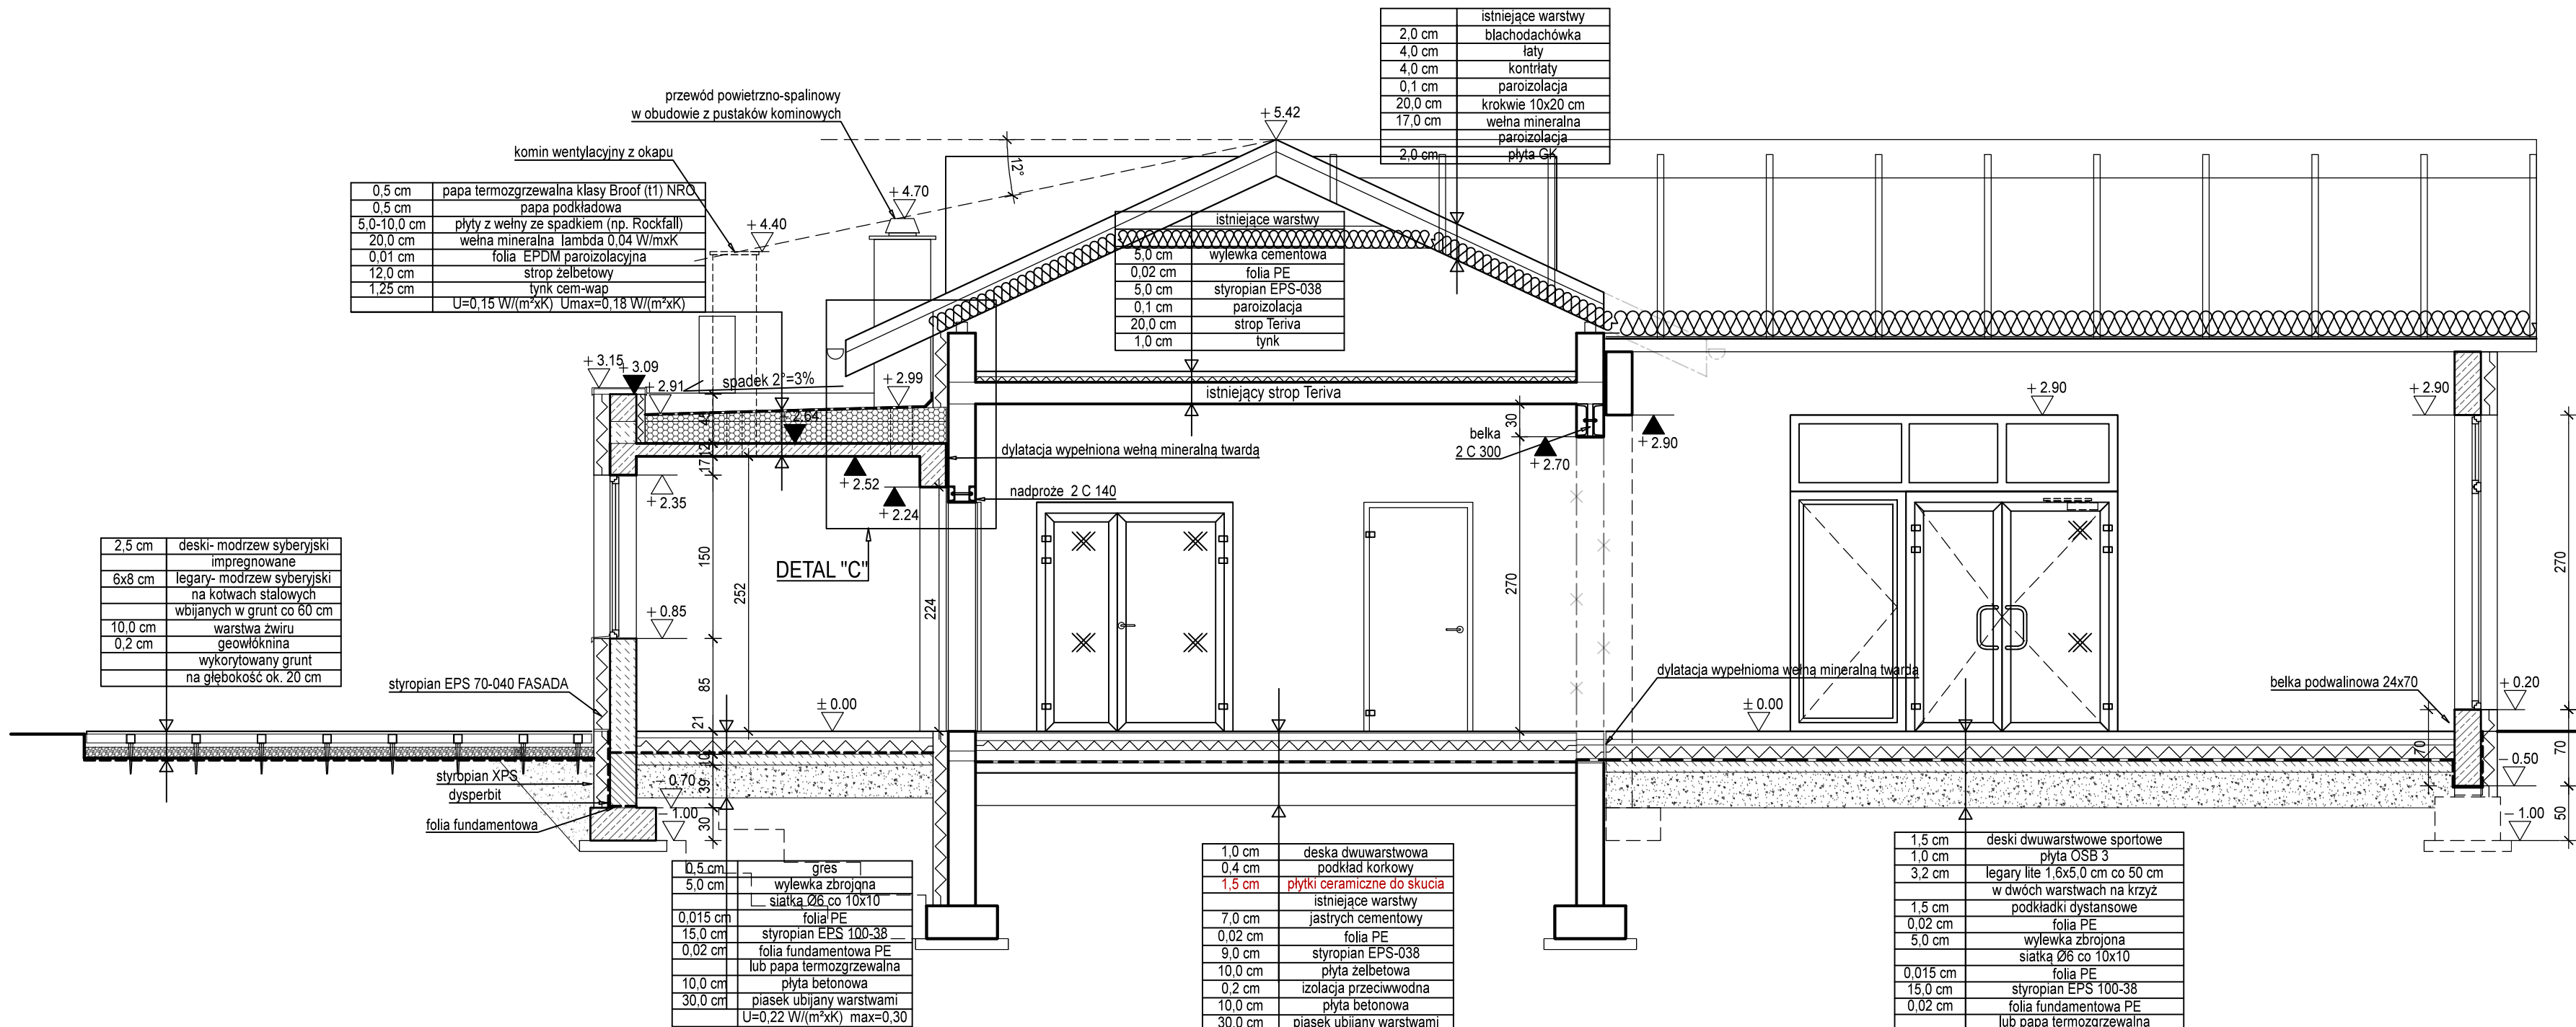 istniejące warstwy
2,0 cm blachodachówka
4,0 cm łaty
4,0 cm kontrłaty
0,1 cm paroizolacja
20,0 cm krokwie 10x20 cm
17,0 cm wełna mineralna
paroizolacja
2,0 cm płyta GK
przewód powietrzno-spalinowy
w obudowie z pustaków kominowych
komin wentylacyjny z okapu
+ 5.42
12°
+ 4.70
+ 4.40
0,5 cm papa termozgrzewalna klasy Broof (t1) NRO
0,5 cm papa podkładowa
5,0-10,0 cm płyty z wełny ze spadkiem (np. Rockfall)
20,0 cm wełna mineralna lambda 0,04 W/mxK
0,01 cm folia EPDM paroizolacyjna
12,0 cm strop żelbetowy
1,25 cm tynk cem-wap
U=0,15 W/(m²xK) Umax=0,18 W/(m²xK)
istniejące warstwy
5,0 cm wylewka cementowa
0,02 cm folia PE
5,0 cm styropian EPS-038
0,1 cm paroizolacja
20,0 cm strop Teriva
1,0 cm tynk
+ 3.15
+ 3.09
+ 2.91
spadek 2°=3%
+ 2.99
+ 2.64
istniejący strop Teriva
+ 2.90
+ 2.90
45
12
17
30
belka
2 C 300
+ 2.90
+ 2.70
dylatacja wypełniona wełną mineralną twardą
+ 2.52
+ 2.24
nadproże 2 C 140
+ 2.35
DETAL "C"
2,5 cm deski- modrzew syberyjski
impregnowane
6x8 cm legary- modrzew syberyjski
na kotwach stalowych
wbijanych w grunt co 60 cm
10,0 cm warstwa żwiru
0,2 cm geowłóknina
wykorytowany grunt
na głębokość ok. 20 cm
150
252
224
270
270
+ 0.85
styropian EPS 70-040 FASADA
85
21
± 0.00
± 0.00
dylatacja wypełnioma wełną mineralną twardą
belka podwalinowa 24x70
+ 0.20
10
39
30
70
70
50
- 0.50
- 0.70
- 1.00
- 1.00
styropian XPS
dysperbit
folia fundamentowa
0,5 cm gres
5,0 cm wylewka zbrojona
siatką Ø6 co 10x10
0,015 cm folia PE
15,0 cm styropian EPS 100-38
0,02 cm folia fundamentowa PE
lub papa termozgrzewalna
10,0 cm płyta betonowa
30,0 cm piasek ubijany warstwami
U=0,22 W/(m²xK) max=0,30
1,0 cm deska dwuwarstwowa
0,4 cm podkład korkowy
1,5 cm płytki ceramiczne do skucia
istniejące warstwy
7,0 cm jastrych cementowy
0,02 cm folia PE
9,0 cm styropian EPS-038
10,0 cm płyta żelbetowa
0,2 cm izolacja przeciwwodna
10,0 cm płyta betonowa
30,0 cm piasek ubijany warstwami
1,5 cm deski dwuwarstwowe sportowe
1,0 cm płyta OSB 3
3,2 cm legary lite 1,6x5,0 cm co 50 cm
w dwóch warstwach na krzyż
1,5 cm podkładki dystansowe
0,02 cm folia PE
5,0 cm wylewka zbrojona
siatką Ø6 co 10x10
0,015 cm folia PE
15,0 cm styropian EPS 100-38
0,02 cm folia fundamentowa PE
lub papa termozgrzewalna